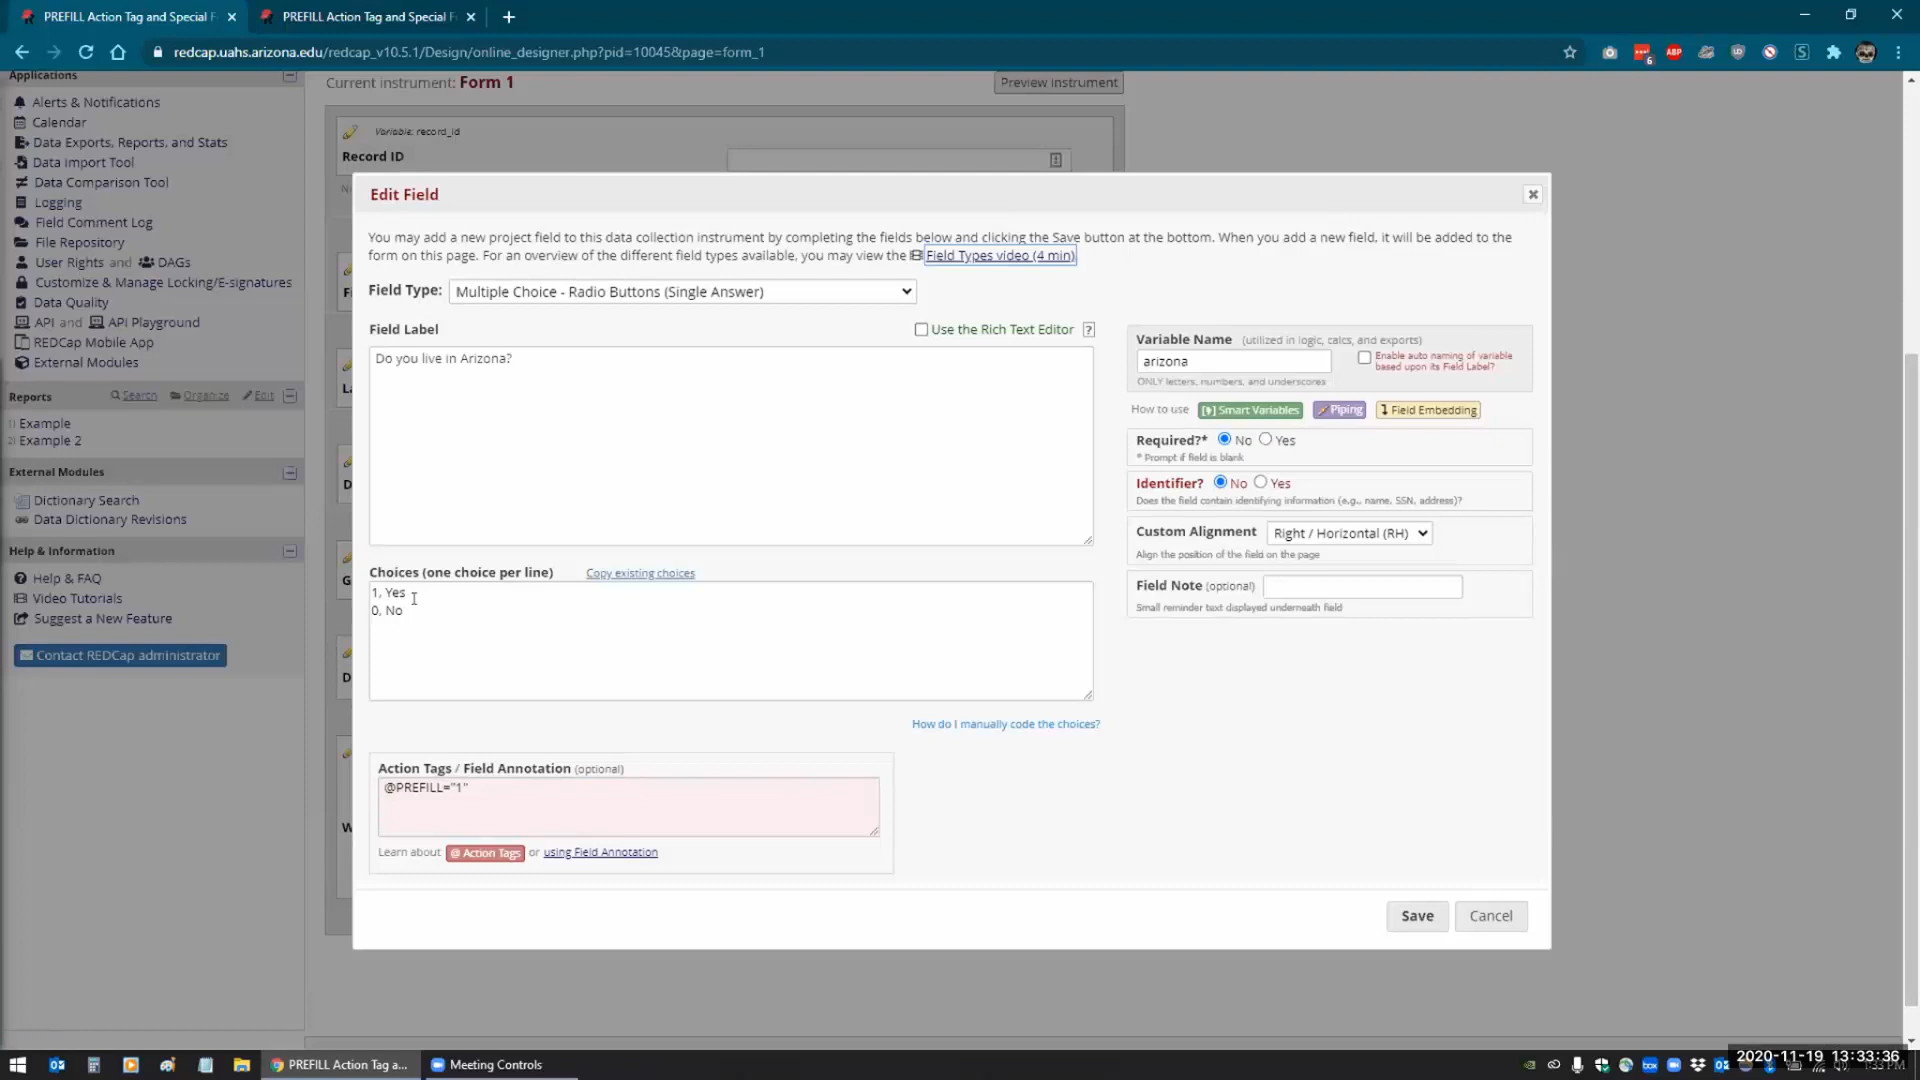 PREFILL Action Tag and Special F
PREFILL Action Tag and Special F
redcap.uahs.arizona.edu/redcap_v10.5.1/Design/online_designer.php?pid=10045&page=form_1
ABP
6
Applications
Alerts & Notifications
Calendar
Data Exports, Reports, and Stats
Data Import Tool
Data Comparison Tool
Logging
Field Comment Log
File Repository
User Rights and DAGs
Customize & Manage Locking/E-signatures
Data Quality
API and API Playground
REDCap Mobile App
External Modules
Reports Search Organize Edit
1) Example
2) Example 2
External Modules
Dictionary Search
Data Dictionary Revisions
Help & Information
Help & FAQ
Video Tutorials
Suggest a New Feature
Contact REDCap administrator
Current instrument: Form 1
Preview instrument
Variable: record_id
Record ID
Edit Field
You may add a new project field to this data collection instrument by completing the fields below and clicking the Save button at the bottom. When you add a new field, it will be added to the
form on this page. For an overview of the different field types available, you may view the Field Types video (4 min).
Field Type: Multiple Choice - Radio Buttons (Single Answer)
Field Label
Use the Rich Text Editor ?
Do you live in Arizona?
Choices (one choice per line) Copy existing choices
1, Yes
0, No
How do I manually code the choices?
Action Tags / Field Annotation (optional)
@PREFILL="1"
Learn about @ Action Tags or using Field Annotation
Variable Name (utilized in logic, calcs, and exports)
arizona
Enable auto naming of variable
based upon its Field Label?
ONLY letters, numbers, and underscores
How to use Smart Variables Piping Field Embedding
Required?* No Yes
* Prompt if field is blank
Identifier? No Yes
Does the field contain identifying information (e.g., name, SSN, address)?
Custom Alignment Right / Horizontal (RH)
Align the position of the field on the page
Field Note (optional)
Small reminder text displayed underneath field
Save Cancel
PREFILL Action Tag a...
Meeting Controls
2020-11-19 13:33:36